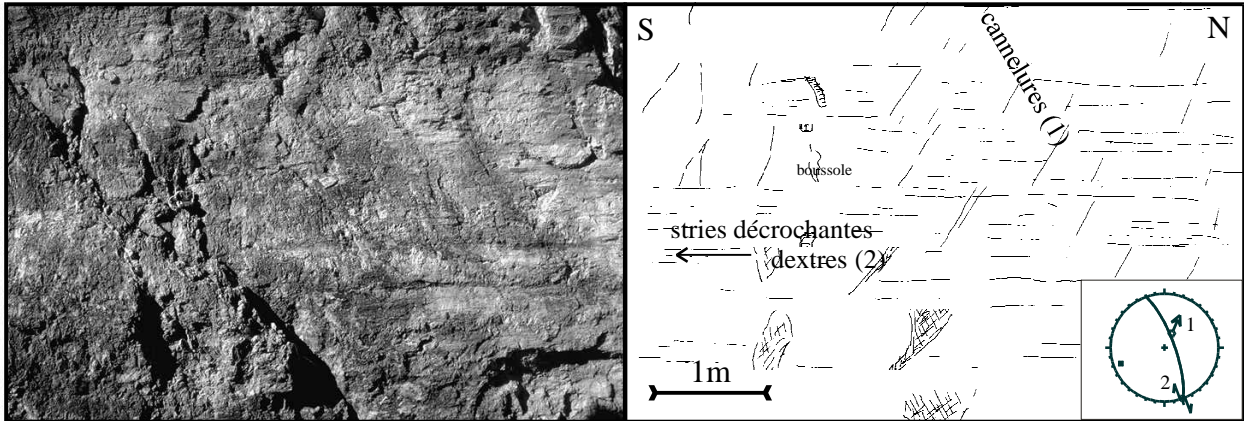 S
N
cannelures (1)
boussole
stries décrochantes
dextres (2)
1m
1
2